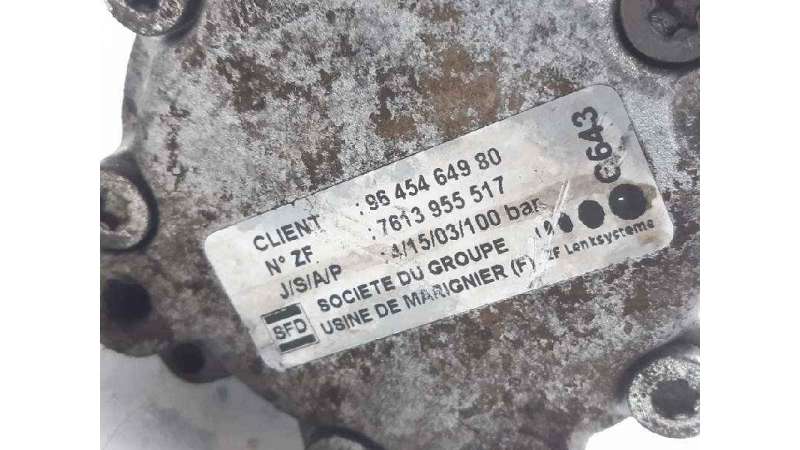 CLIENT : 96 454 649 80
Nº ZF : 7613 955 517
J/S/A/P : 4/15/03/100 bar
SFD SOCIETE DU GROUPE
USINE DE MARIGNIER (F)
ZF Lenksysteme
C643